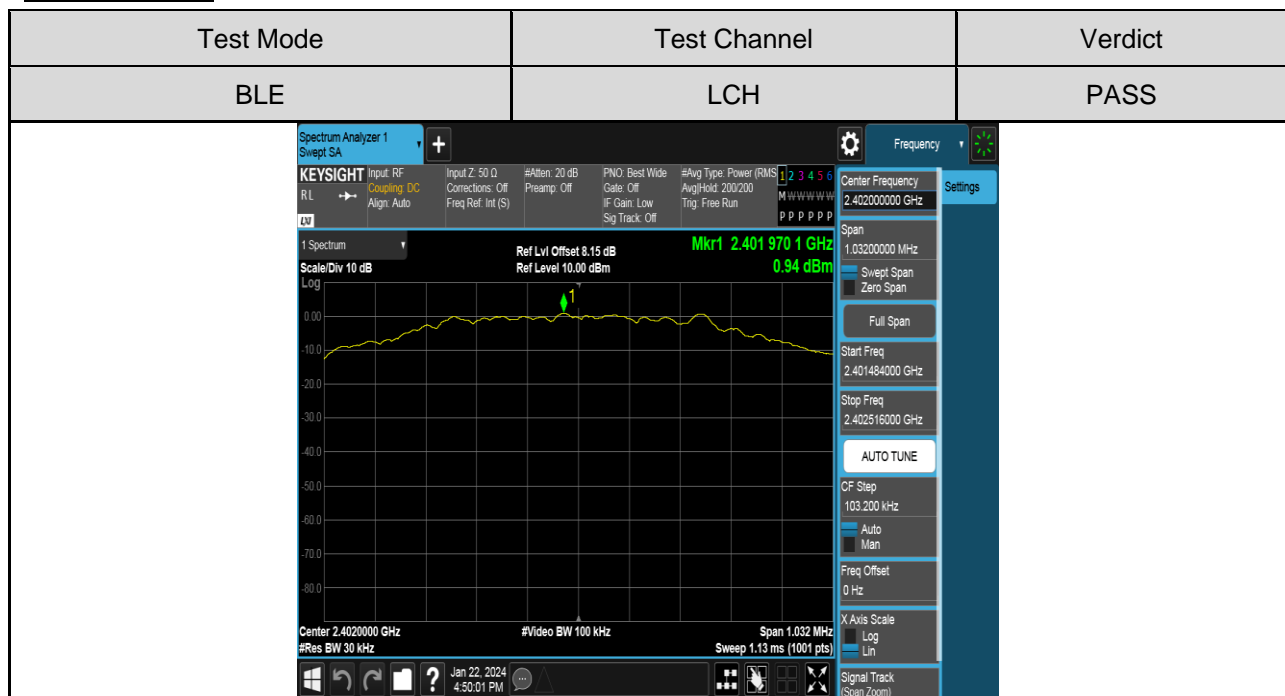 Test Mode
Test Channel
Verdict
BLE
LCH
PASS
Spectrum Analyzer 1
Swept SA
+
Frequency
KEYSIGHT
RL
LXI
Input: RF
Coupling: DC
Align: Auto
Input Z: 50 Ω
Corrections: Off
Freq Ref: Int (S)
#Atten: 20 dB
Preamp: Off
PNO: Best Wide
Gate: Off
IF Gain: Low
Sig Track: Off
#Avg Type: Power (RMS
Avg|Hold: 200/200
Trig: Free Run
1 2 3 4 5 6
M W W W W W
P P P P P P
Center Frequency
2.402000000 GHz
Settings
Span
1.03200000 MHz
Swept Span
Zero Span
Full Span
Start Freq
2.401484000 GHz
Stop Freq
2.402516000 GHz
AUTO TUNE
CF Step
103.200 kHz
Auto
Man
Freq Offset
0 Hz
X Axis Scale
Log
Lin
Signal Track
(Span Zoom)
1 Spectrum
Scale/Div 10 dB
Log
Ref Lvl Offset 8.15 dB
Ref Level 10.00 dBm
Mkr1 2.401 970 1 GHz
0.94 dBm
1
0.00
-10.0
-20.0
-30.0
-40.0
-50.0
-60.0
-70.0
-80.0
Center 2.4020000 GHz
#Res BW 30 kHz
#Video BW 100 kHz
Span 1.032 MHz
Sweep 1.13 ms (1001 pts)
?
Jan 22, 2024
4:50:01 PM